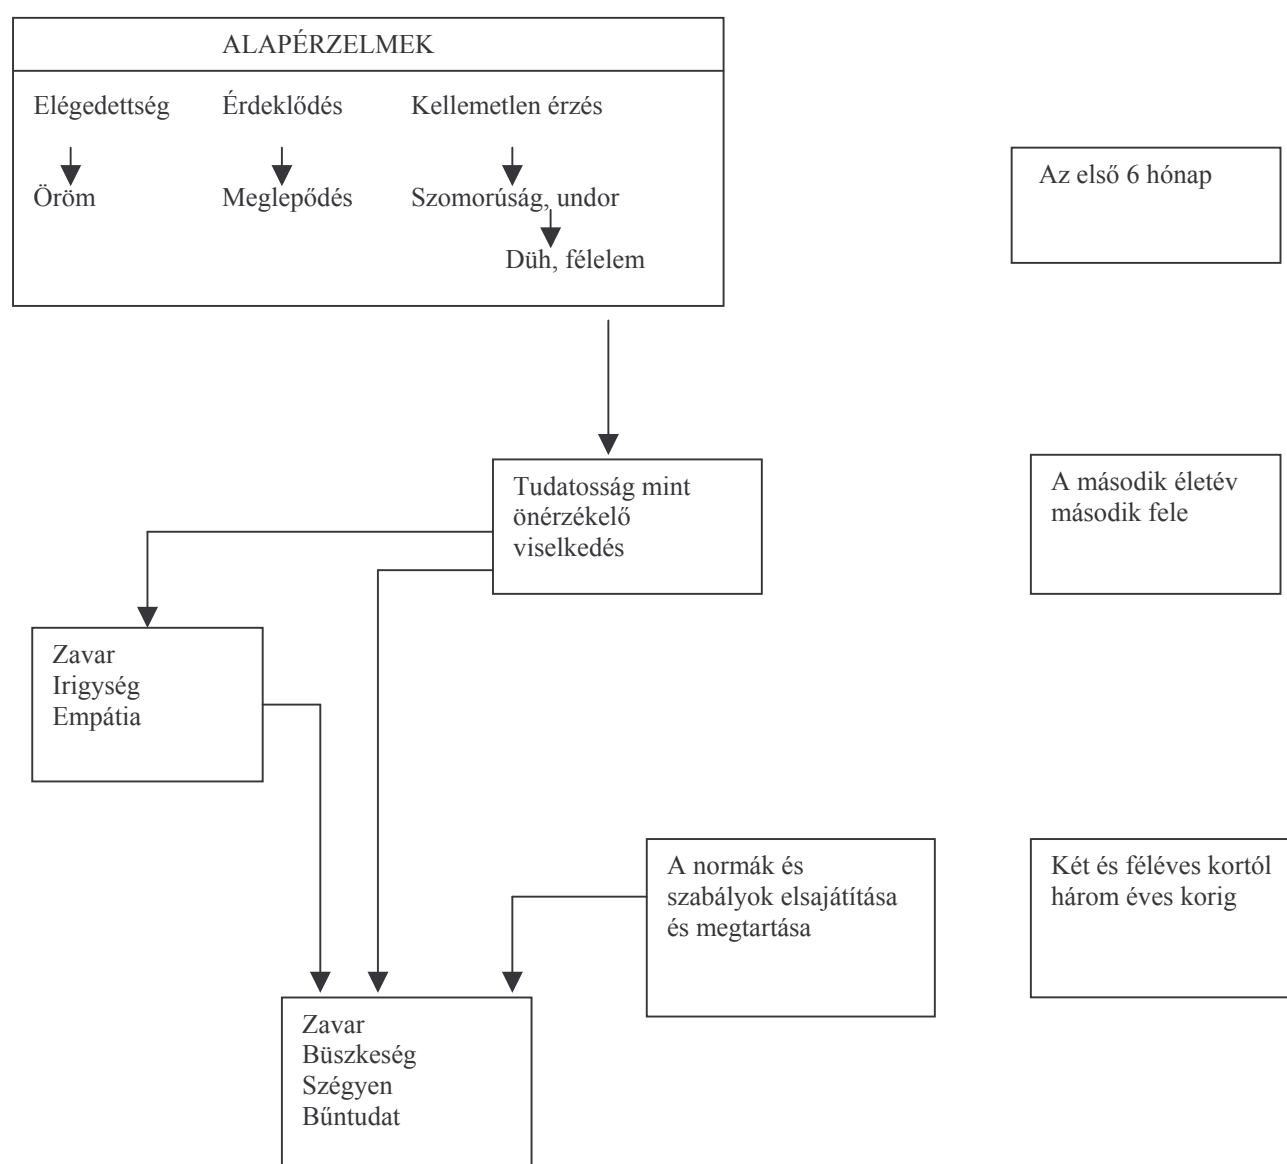 ALAPÉRZELMEK
Elégedettség Érdeklődés Kellemetlen érzés
Öröm Meglepődés Szomorúság, undor
Düh, félelem
Az első 6 hónap
Tudatosság mint
önérzékelő
viselkedés
A második életév
második fele
Zavar
Irigység
Empátia
A normák és
szabályok elsajátítása
és megtartása
Két és féléves kortól
három éves korig
Zavar
Büszkeség
Szégyen
Bűntudat